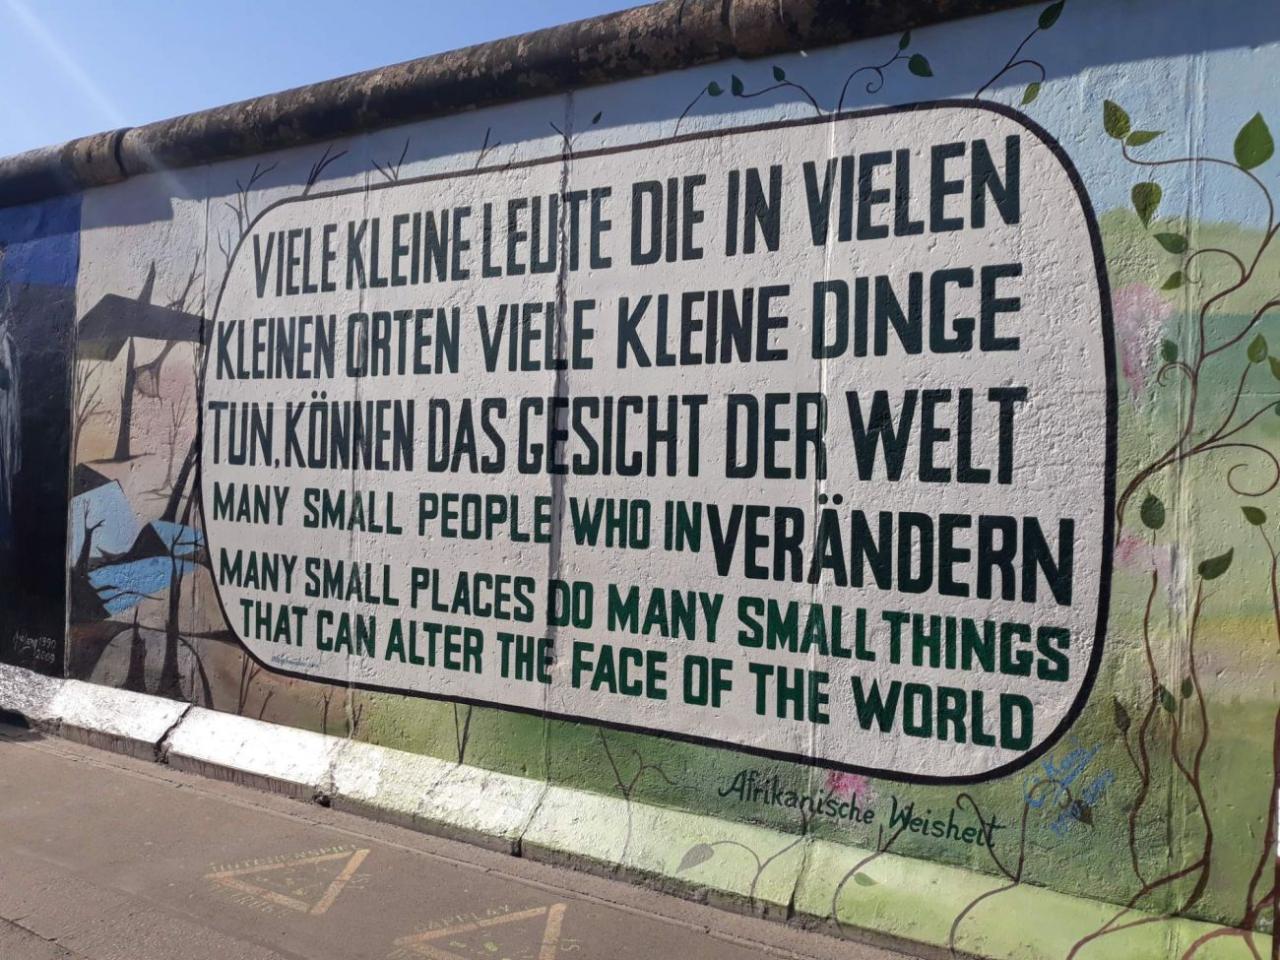 VIELE KLEINE LEUTE DIE IN VIELEN
KLEINEN ORTEN VIELE KLEINE DINGE
TUN, KÖNNEN DAS GESICHT DER WELT
VERÄNDERN
MANY SMALL PEOPLE WHO IN
MANY SMALL PLACES DO MANY SMALL THINGS
THAT CAN ALTER THE FACE OF THE WORLD
Afrikanische Weisheit
1990